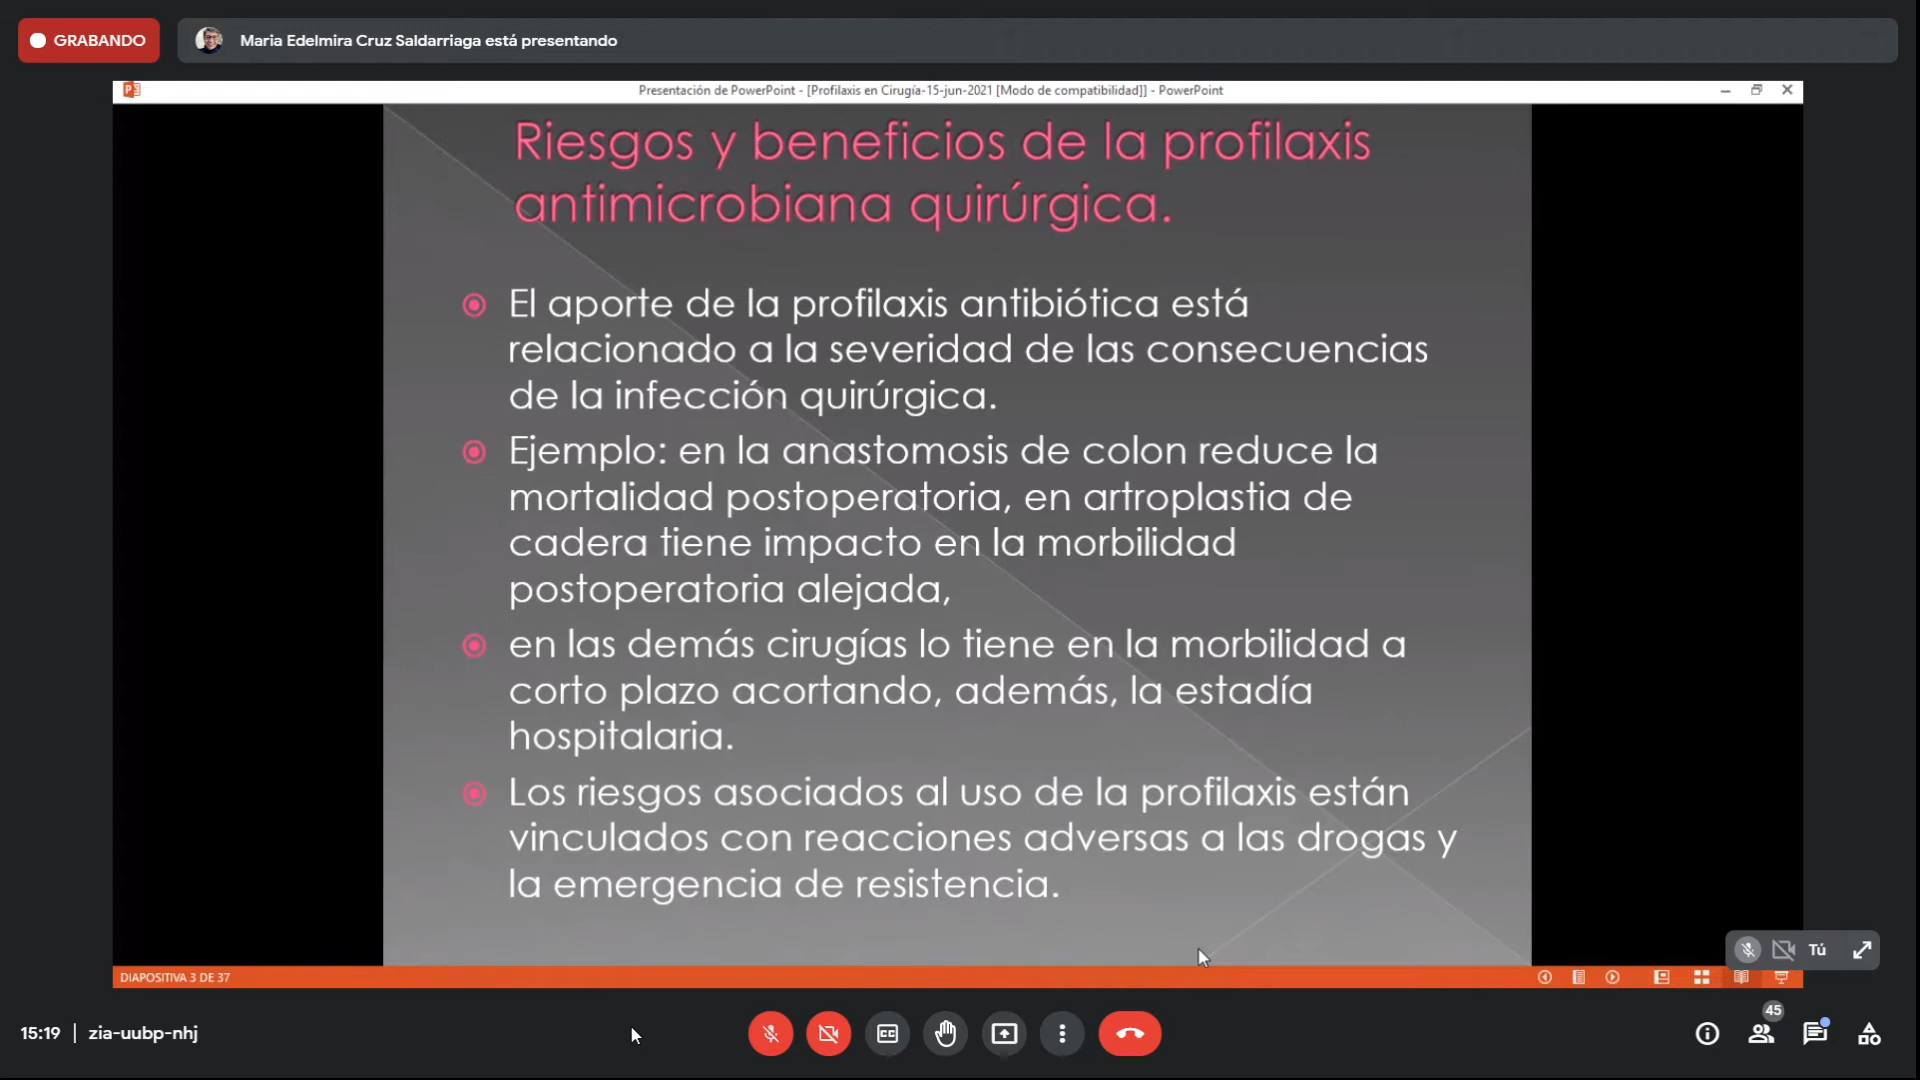 GRABANDO
Maria Edelmira Cruz Saldarriaga está presentando
Presentación de PowerPoint - [Profilaxis en Cirugía-15-jun-2021 [Modo de compatibilidad]] - PowerPoint
Riesgos y beneficios de la profilaxis
antimicrobiana quirúrgica.
El aporte de la profilaxis antibiótica está
relacionado a la severidad de las consecuencias
de la infección quirúrgica.
Ejemplo: en la anastomosis de colon reduce la
mortalidad postoperatoria, en artroplastia de
cadera tiene impacto en la morbilidad
postoperatoria alejada,
en las demás cirugías lo tiene en la morbilidad a
corto plazo acortando, además, la estadía
hospitalaria.
Los riesgos asociados al uso de la profilaxis están
vinculados con reacciones adversas a las drogas y
la emergencia de resistencia.
Tú
DIAPOSITIVA 3 DE 37
15:19 | zia-uubp-nhj
CC
45